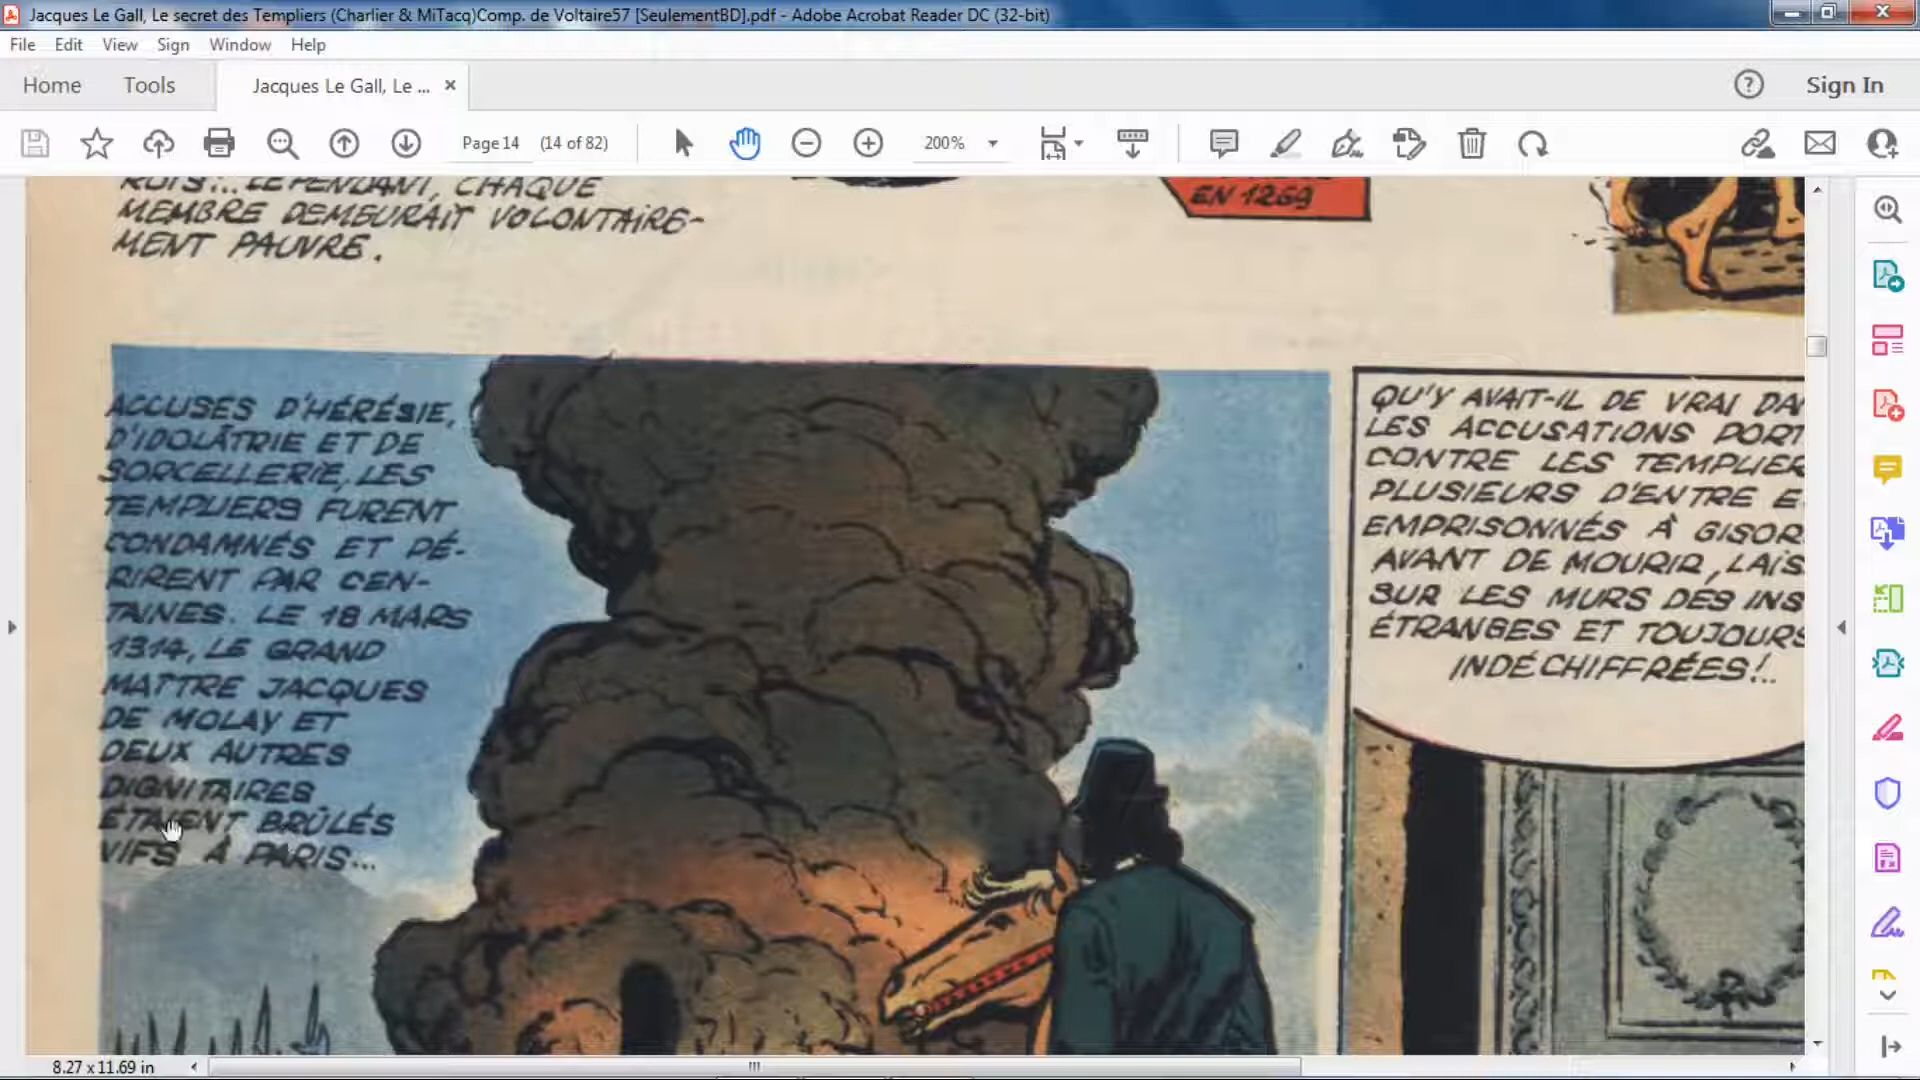 Jacques Le Gall, Le secret des Templiers (Charlier & MiTacq)Comp. de Voltaire57 [SeulementBD].pdf - Adobe Acrobat Reader DC (32-bit)
File Edit View Sign Window Help
Home Tools Jacques Le Gall, Le ... Sign In
Page 14 (14 of 82) 200%
ROIS... CEPENDANT, CHAQUE
MEMBRE DEMEURAIT VOLONTAIRE-
MENT PAUVRE.
EN 1269
ACCUSÉS D'HÉRÉSIE,
D'IDOLÂTRIE ET DE
SORCELLERIE, LES
TEMPLIERS FURENT
CONDAMNÉS ET PÉ-
RIRENT PAR CEN-
TAINES. LE 18 MARS
1314, LE GRAND
MAÎTRE JACQUES
DE MOLAY ET
DEUX AUTRES
DIGNITAIRES
ÉTAIENT BRÛLÉS
VIFS À PARIS...
QU'Y AVAIT-IL DE VRAI DA
LES ACCUSATIONS PORT
CONTRE LES TEMPLIER
PLUSIEURS D'ENTRE E
EMPRISONNÉS À GISOR
AVANT DE MOURIR, LAIS
SUR LES MURS DES INS
ÉTRANGES ET TOUJOURS
INDÉCHIFFRÉES!..
8.27 x 11.69 in